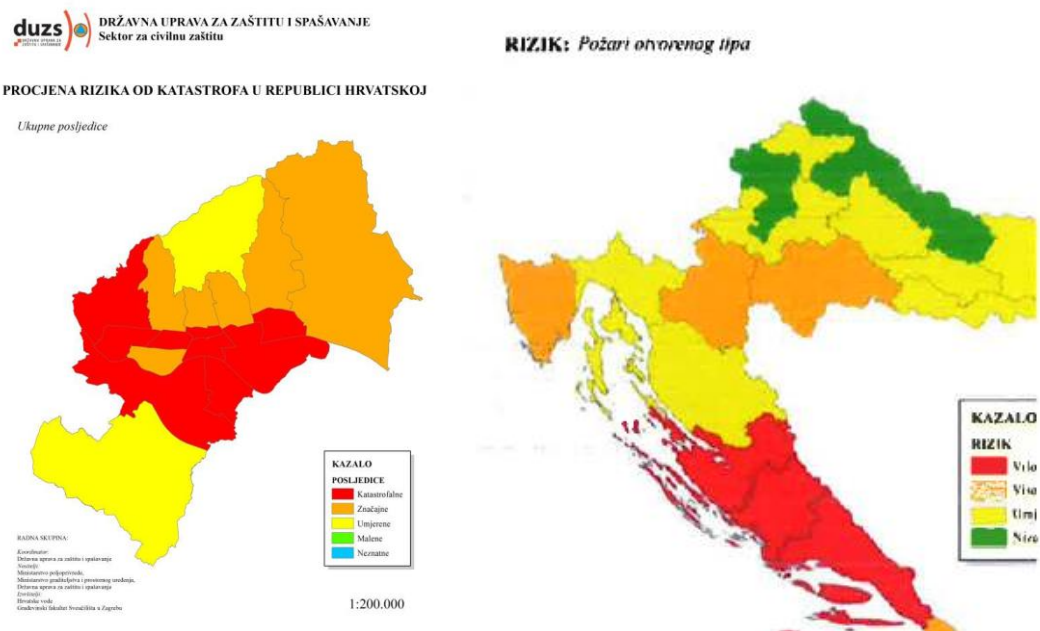 duzs
DRŽAVNA UPRAVA ZA ZAŠTITU I SPAŠAVANJE
Sektor za civilnu zaštitu
PROCJENA RIZIKA OD KATASTROFA U REPUBLICI HRVATSKOJ
Ukupne posljedice
KAZALO
POSLJEDICE
Katastrofalne
Značajne
Umjerene
Malene
Neznatne
RADNA SKUPINA:
Koordinator:
Državna uprava za zaštitu i spašavanje
Nositelji:
Ministarstvo poljoprivrede,
Ministarstvo graditeljstva i prostornog uređenja,
Državna uprava za zaštitu i spašavanje
Izvršitelji:
Hrvatske vode
Građevinski fakultet Sveučilišta u Zagrebu
1:200.000
RIZIK: Požari otvorenog tipa
KAZALO
RIZIK